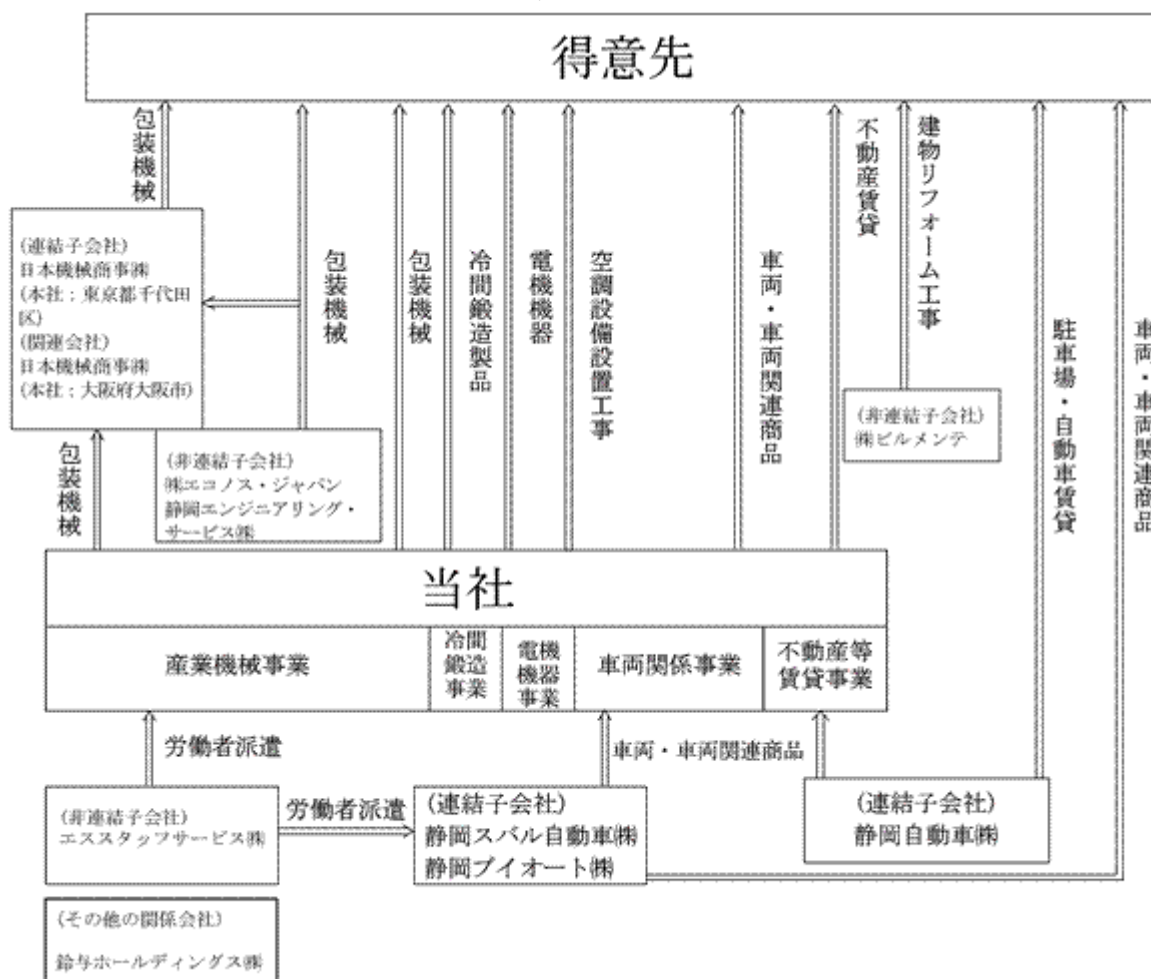 得意先
包装機械
包装機械
包装機械
冷間鍛造製品
電機機器
空調設備設置工事
車両・車両関連商品
不動産賃貸
建物リフォーム工事
駐車場・自動車賃貸
車両・車両関連商品
(連結子会社)
日本機械商事㈱
(本社：東京都千代田
区)
(関連会社)
日本機械商事㈱
(本社：大阪府大阪市)
包装機械
(非連結子会社)
㈱エコノス・ジャパン
静岡エンジニアリング・
サービス㈱
(非連結子会社)
㈱ビルメンテ
当社
産業機械事業
冷間
鍛造
事業
電機
機器
事業
車両関係事業
不動産等
賃貸事業
労働者派遣
車両・車両関連商品
(非連結子会社)
エススタッフサービス㈱
労働者派遣
(連結子会社)
静岡スバル自動車㈱
静岡ブイオート㈱
(連結子会社)
静岡自動車㈱
(その他の関係会社)
鈴与ホールディングス㈱